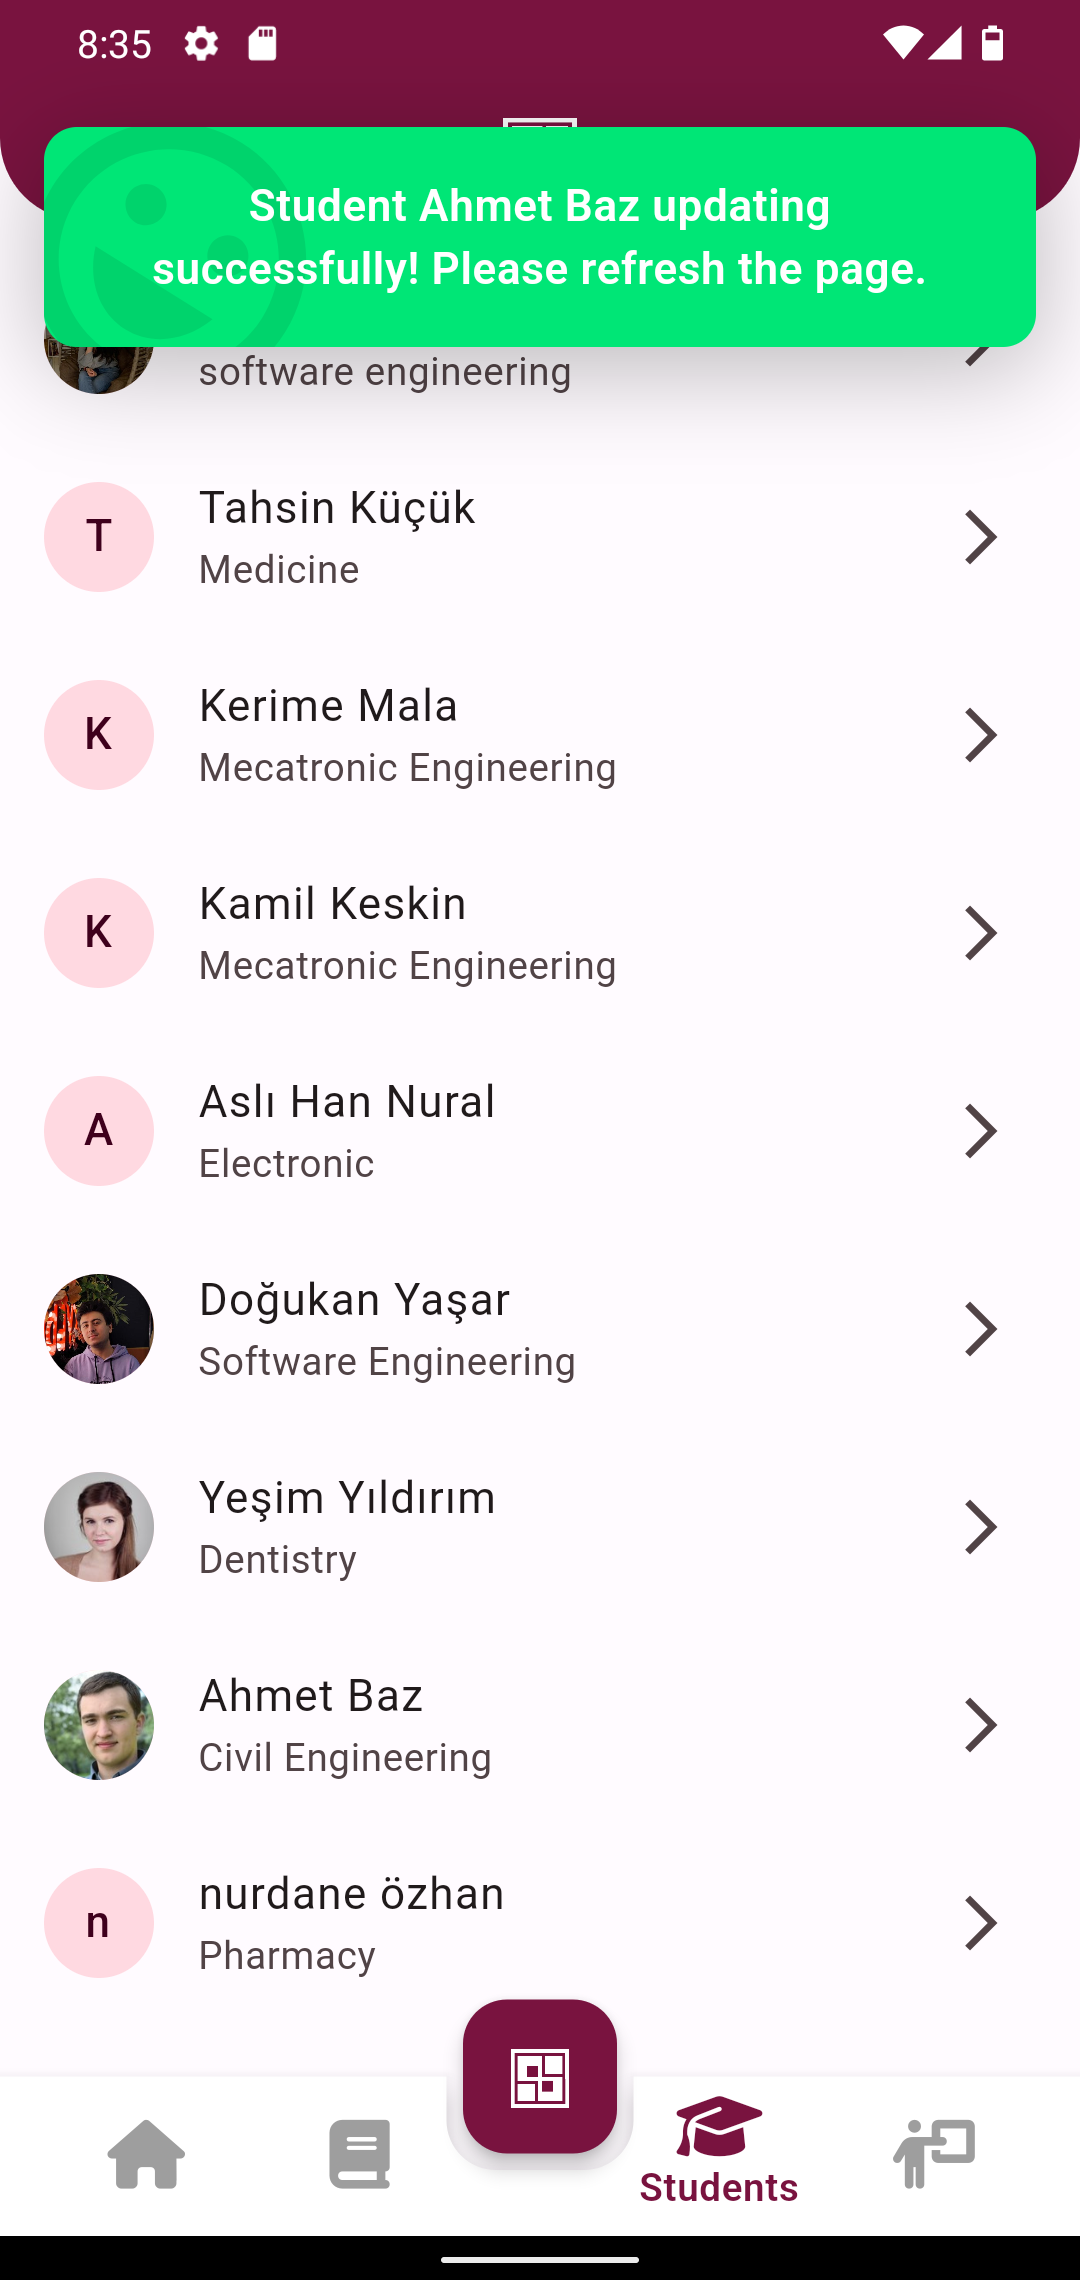 8:35
Student Ahmet Baz updating
successfully! Please refresh the page.
software engineering
T
Tahsin Küçük
Medicine
K
Kerime Mala
Mecatronic Engineering
K
Kamil Keskin
Mecatronic Engineering
A
Aslı Han Nural
Electronic
Doğukan Yaşar
Software Engineering
Yeşim Yıldırım
Dentistry
Ahmet Baz
Civil Engineering
n
nurdane özhan
Pharmacy
Students